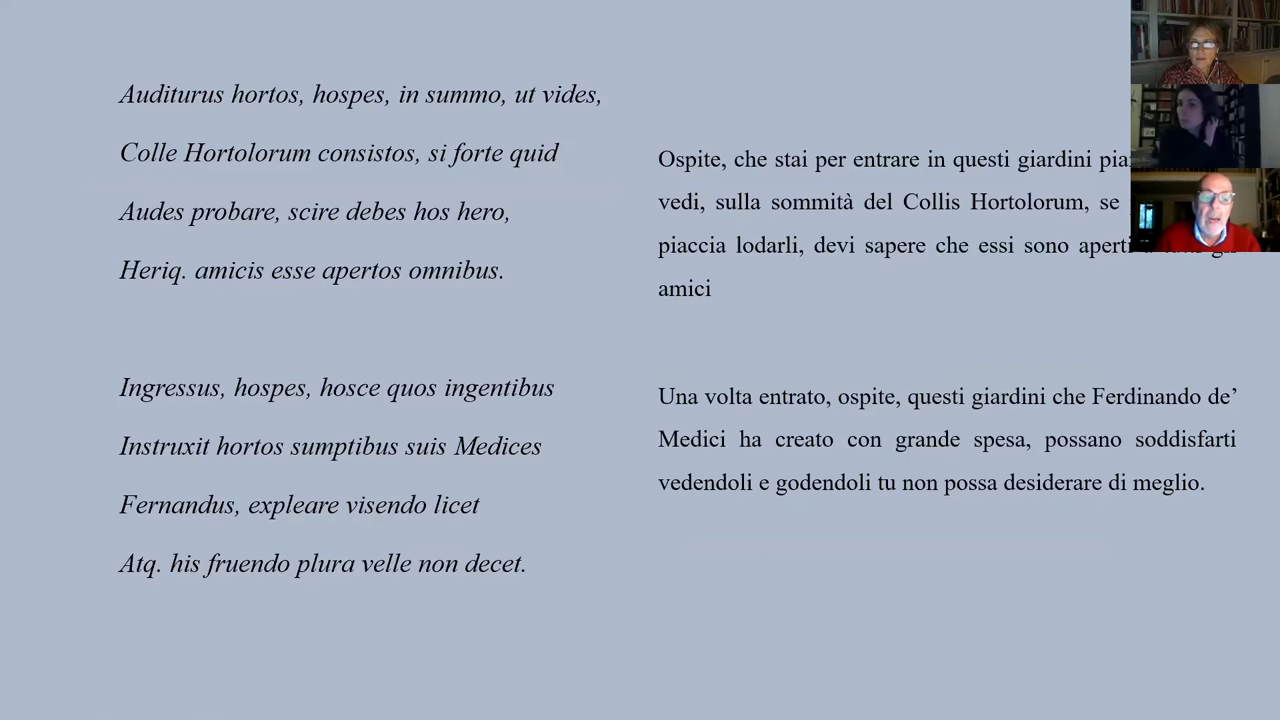 Auditurus hortos, hospes, in summo, ut vides,
Colle Hortolorum consistos, si forte quid
Audes probare, scire debes hos hero,
Heriq. amicis esse apertos omnibus.
Ingressus, hospes, hosce quos ingentibus
Instruxit hortos sumptibus suis Medices
Fernandus, expleare visendo licet
Atq. his fruendo plura velle non decet.
Ospite, che stai per entrare in questi giardini
vedi, sulla sommità del Collis Hortolorum, se
piaccia lodarli, devi sapere che essi sono aperti
amici
Una volta entrato, ospite, questi giardini che Ferdinando de’
Medici ha creato con grande spesa, possano soddisfarti
vedendoli e godendoli tu non possa desiderare di meglio.